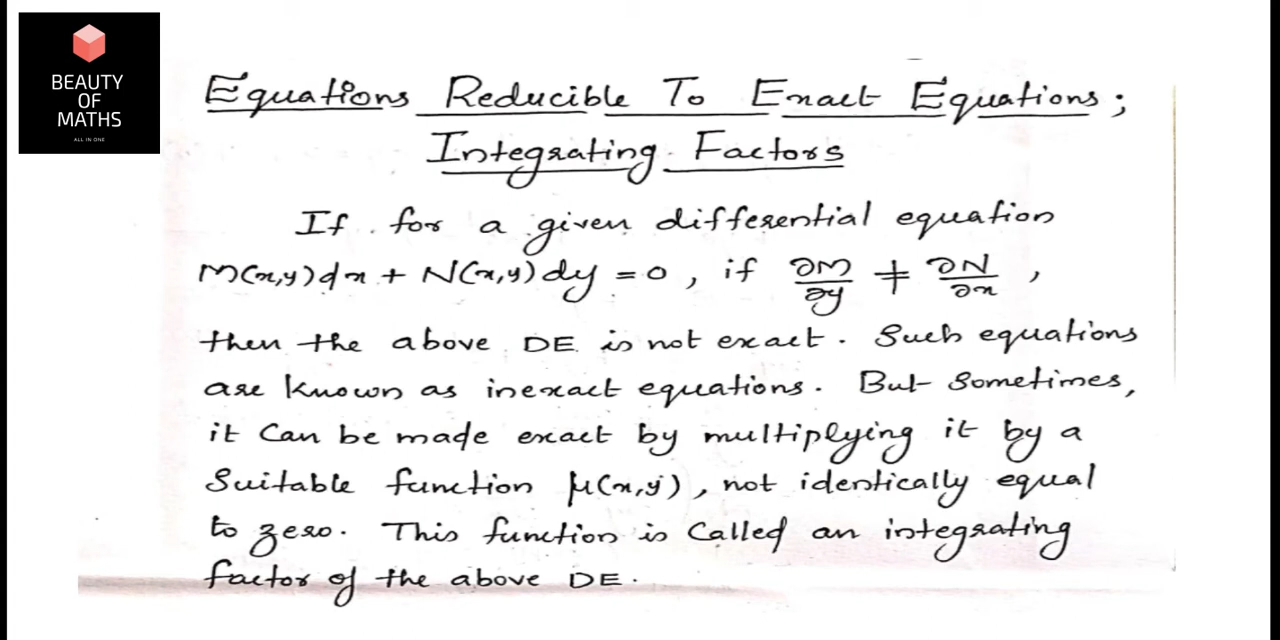 BEAUTY
OF
MATHS
ALL IN ONE
Equations Reducible To Exact Equations;
Integrating Factors
If for a given differential equation
M(x,y)dx + N(x,y)dy = 0, if ∂M/∂y ≠ ∂N/∂x,
then the above DE is not exact. Such equations
are known as inexact equations. But sometimes,
it can be made exact by multiplying it by a
suitable function μ(x,y), not identically equal
to zero. This function is called an integrating
factor of the above DE.